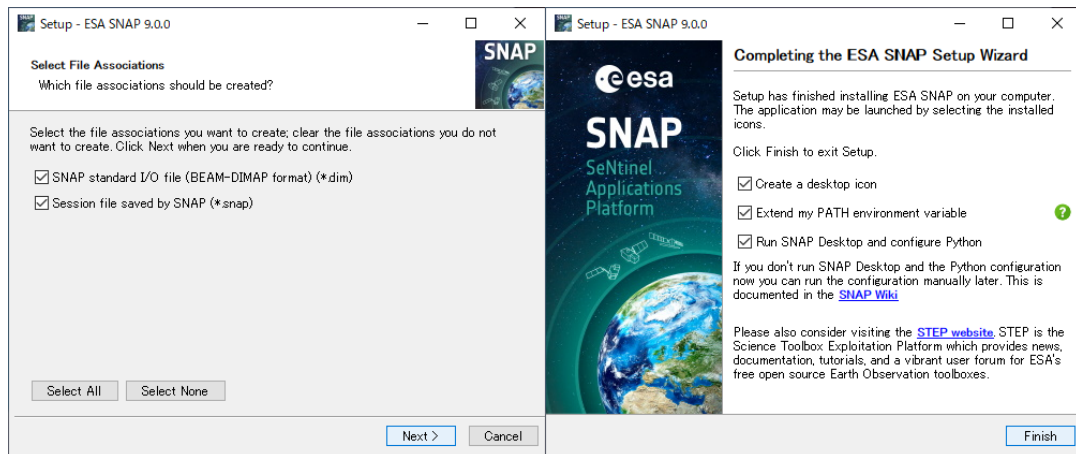 Setup - ESA SNAP 9.0.0
Select File Associations
Which file associations should be created?
SNAP
Select the file associations you want to create; clear the file associations you do not
want to create. Click Next when you are ready to continue.
SNAP standard I/O file (BEAM-DIMAP format) (*.dim)
Session file saved by SNAP (*.snap)
Select All
Select None
Next >
Cancel
Setup - ESA SNAP 9.0.0
esa
SNAP
SeNtinel
Applications
Platform
Completing the ESA SNAP Setup Wizard
Setup has finished installing ESA SNAP on your computer.
The application may be launched by selecting the installed
icons.
Click Finish to exit Setup.
Create a desktop icon
Extend my PATH environment variable
?
Run SNAP Desktop and configure Python
If you don't run SNAP Desktop and the Python configuration
now you can run the configuration manually later. This is
documented in the SNAP Wiki
Please also consider visiting the STEP website. STEP is the
Science Toolbox Exploitation Platform which provides news,
documentation, tutorials, and a vibrant user forum for ESA's
free open source Earth Observation toolboxes.
Finish